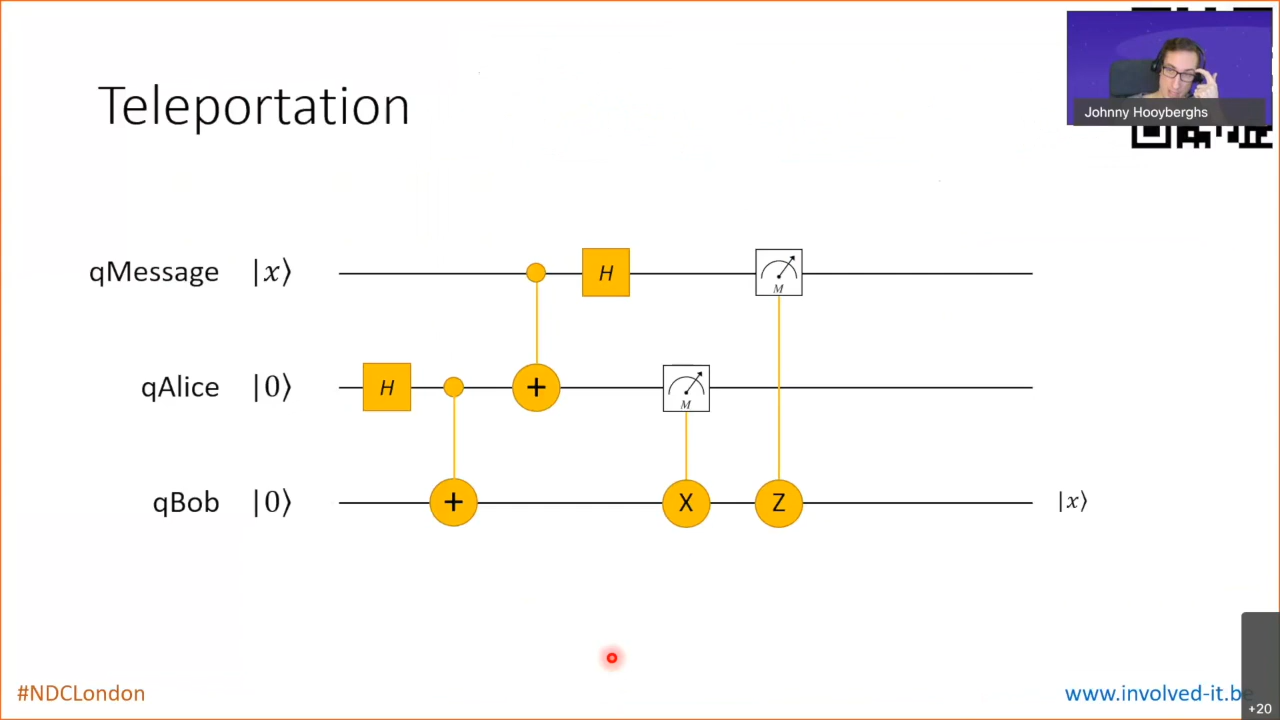 Teleportation
Johnny Hooyberghs
qMessage |x⟩ H M
qAlice |0⟩ H + M
qBob |0⟩ + X Z |x⟩
#NDCLondon
www.involved-it.be
+20